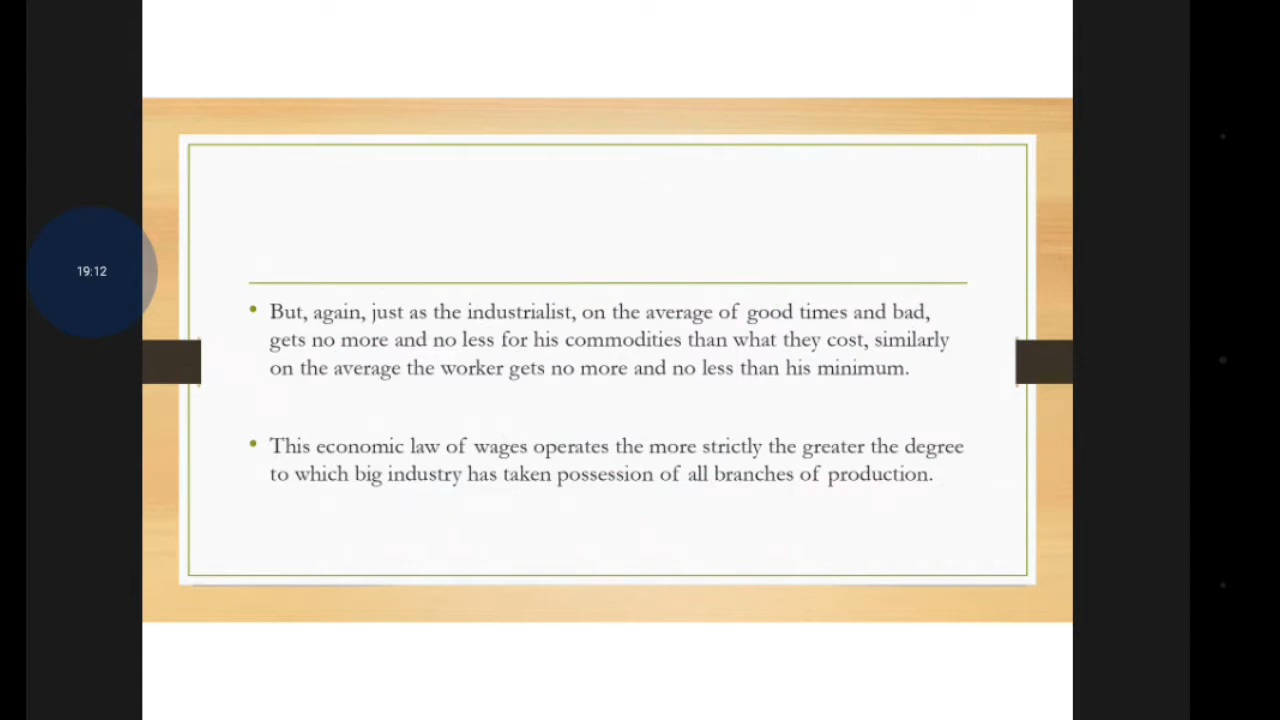 19:12
• But, again, just as the industrialist, on the average of good times and bad,
gets no more and no less for his commodities than what they cost, similarly
on the average the worker gets no more and no less than his minimum.
• This economic law of wages operates the more strictly the greater the degree
to which big industry has taken possession of all branches of production.